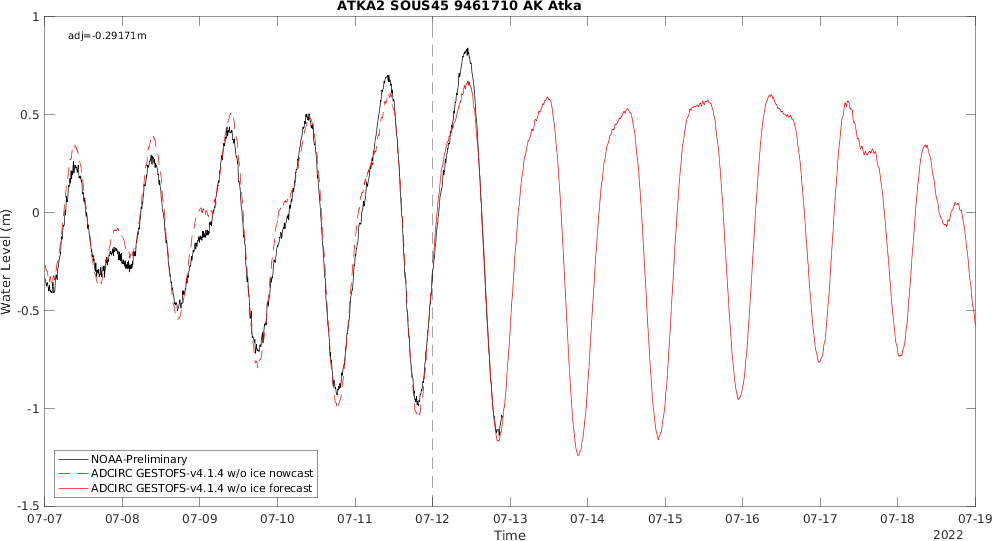 ATKA2 SOUS45 9461710 AK Atka
adj=-0.29171m
1
0.5
0
-0.5
-1
-1.5
Water Level (m)
NOAA-Preliminary
ADCIRC GESTOFS-v4.1.4 w/o ice nowcast
ADCIRC GESTOFS-v4.1.4 w/o ice forecast
07-07 07-08 07-09 07-10 07-11 07-12 07-13 07-14 07-15 07-16 07-17 07-18 07-19
Time
2022